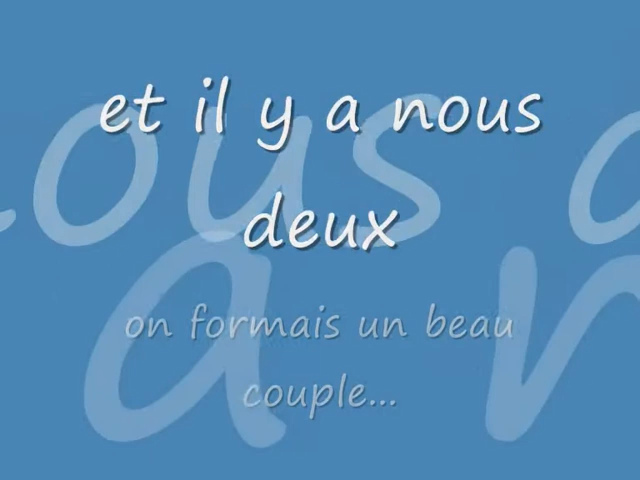 et il y a nous
deux
on formais un beau
couple...